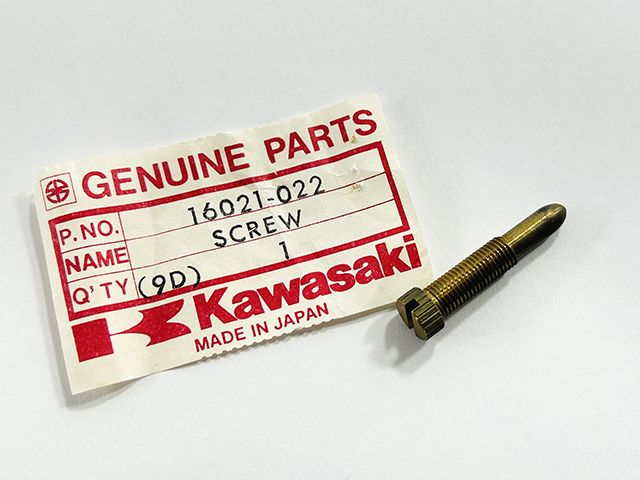 GENUINE PARTS
P.NO. 16021-022
NAME SCREW
Q'TY (9D) 1
Kawasaki
MADE IN JAPAN